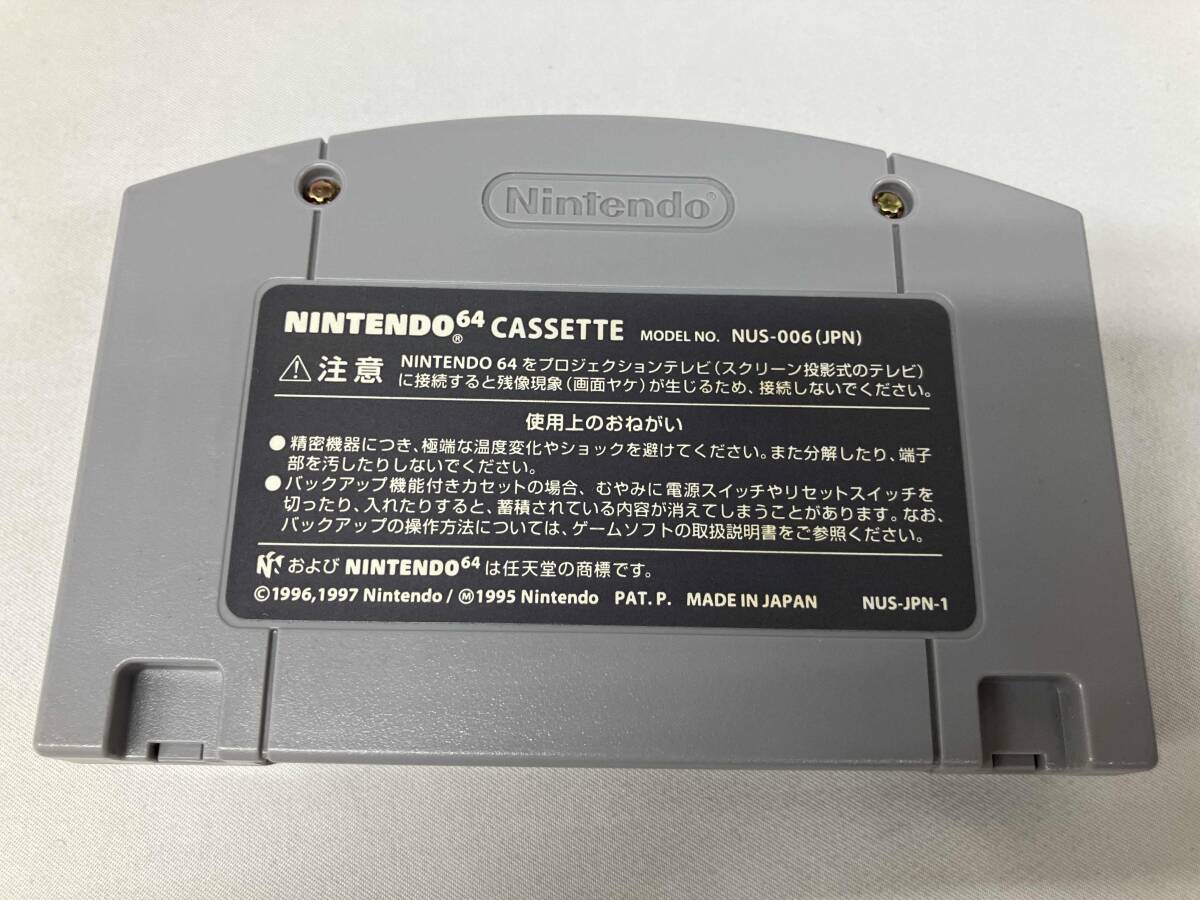 Nintendo®
NINTENDO64® CASSETTE MODEL NO. NUS-006(JPN)
⚠注意 NINTENDO 64をプロジェクションテレビ(スクリーン投影式のテレビ)
に接続すると残像現象(画面ヤケ)が生じるため、接続しないでください。
使用上のおねがい
●精密機器につき、極端な温度変化やショックを避けてください。また分解したり、端子
部を汚したりしないでください。
●バックアップ機能付きカセットの場合、むやみに電源スイッチやリセットスイッチを
切ったり、入れたりすると、蓄積されている内容が消えてしまうことがあります。なお、
バックアップの操作方法については、ゲームソフトの取扱説明書をご参照ください。
およびNINTENDO64は任天堂の商標です。
©1996,1997 Nintendo/Ⓜ1995 Nintendo PAT.P. MADE IN JAPAN NUS-JPN-1